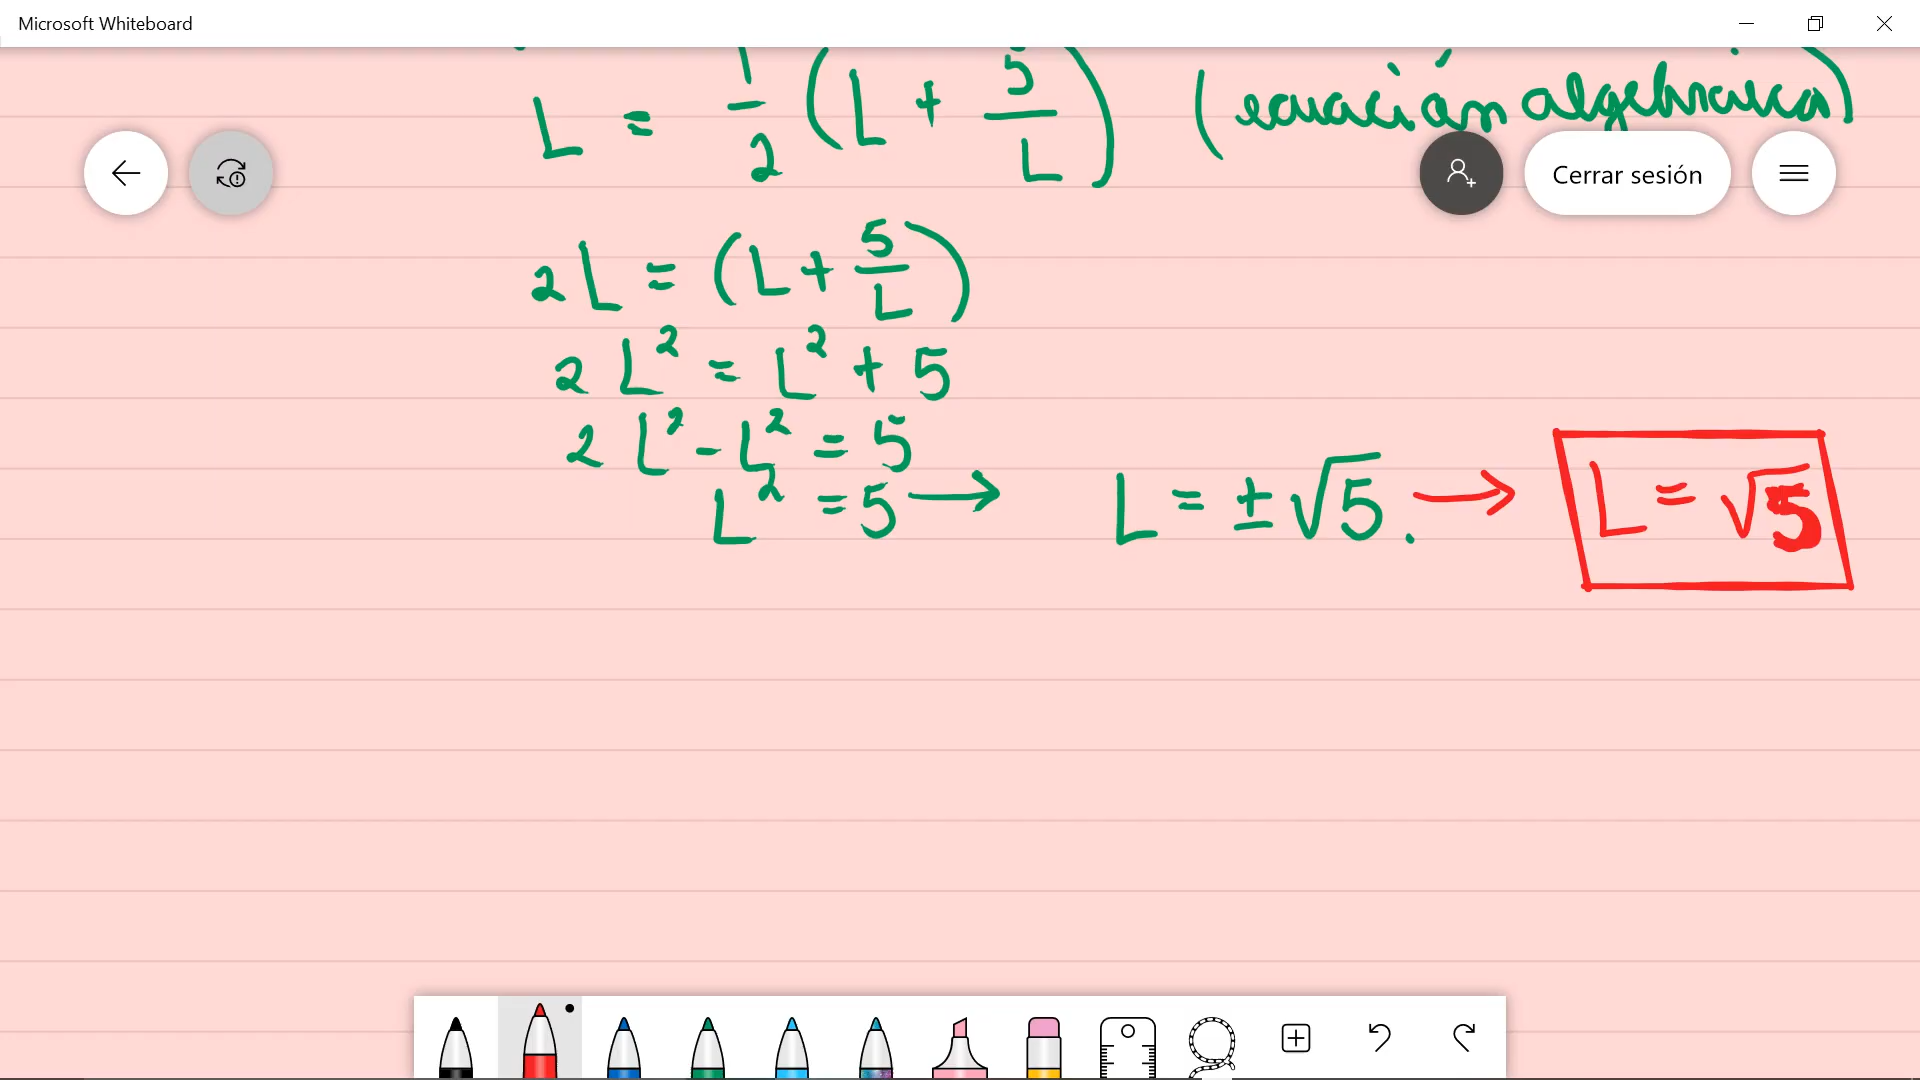 Microsoft Whiteboard
L = 1/2 (L + 5/L) (ecuación algebraica)
Cerrar sesión
2L = (L + 5/L)
2L² = L² + 5
2L² - L² = 5
L² = 5 → L = ± √5. → L = √5